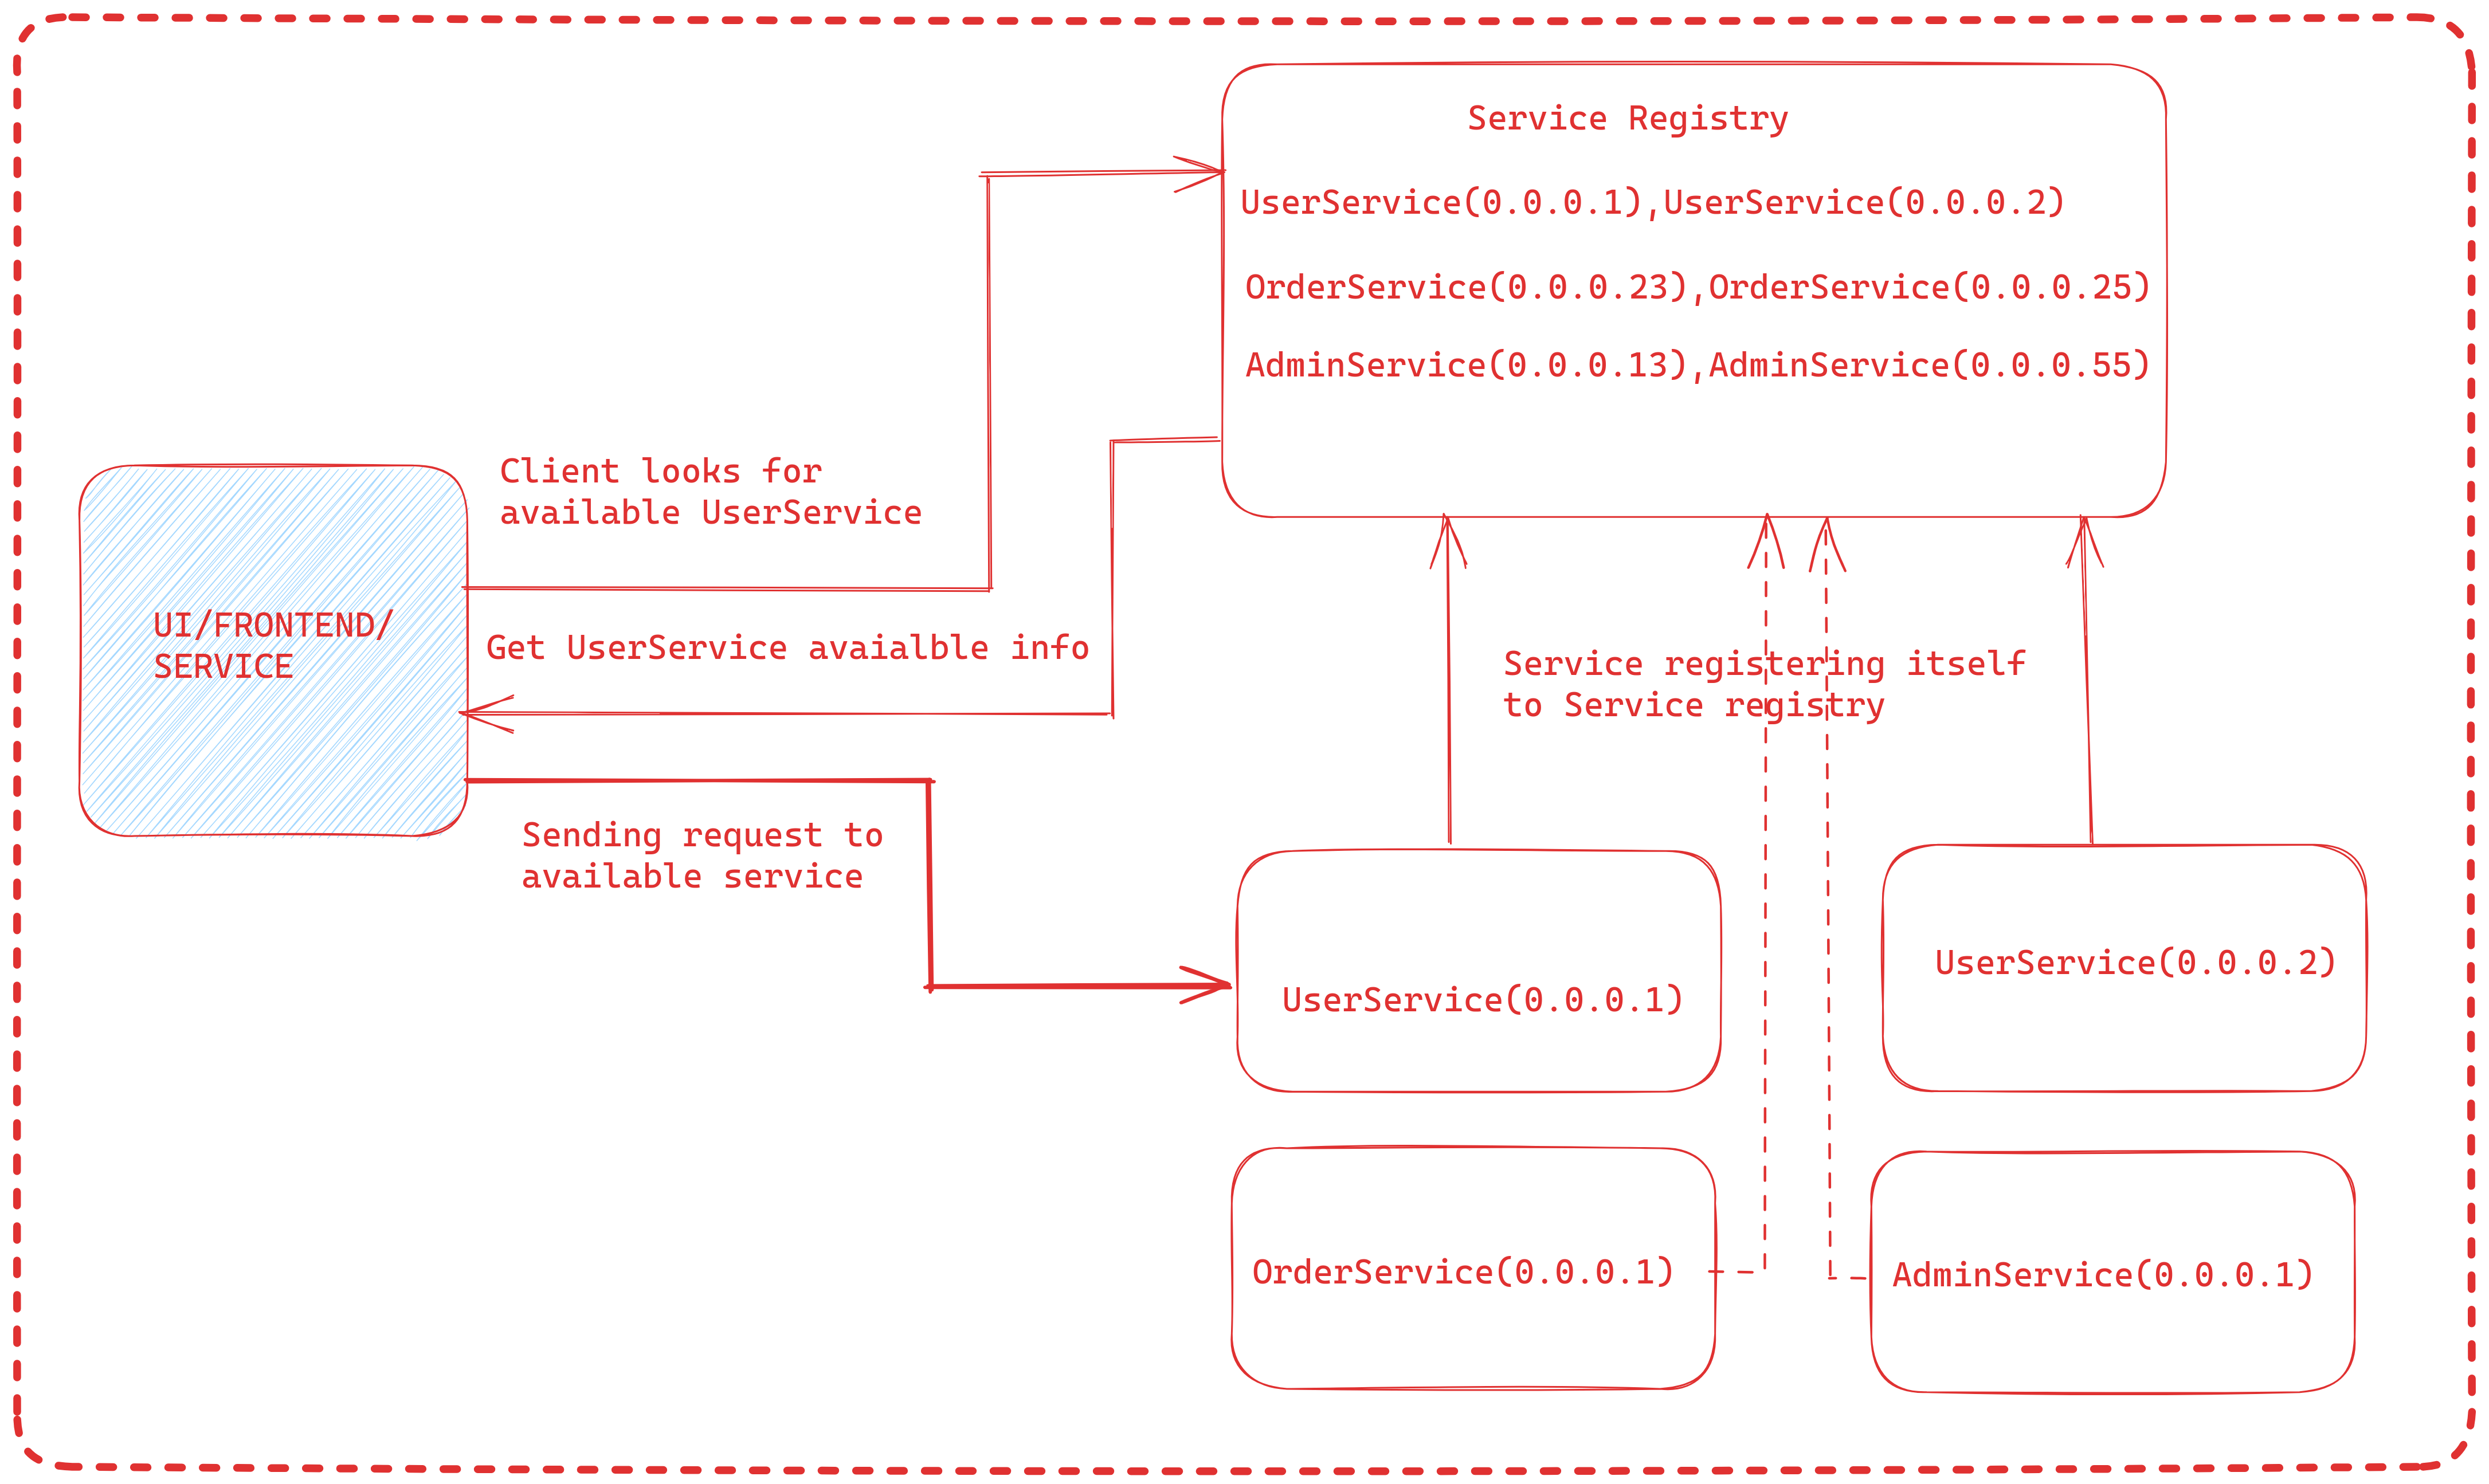 Service Registry
UserService(0.0.0.1),UserService(0.0.0.2)
OrderService(0.0.0.23),OrderService(0.0.0.25)
AdminService(0.0.0.13),AdminService(0.0.0.55)
Client looks for
available UserService
UI/FRONTEND/
SERVICE
Get UserService avaialble info
Service registering itself
to Service registry
Sending request to
available service
UserService(0.0.0.1)
UserService(0.0.0.2)
OrderService(0.0.0.1)
AdminService(0.0.0.1)